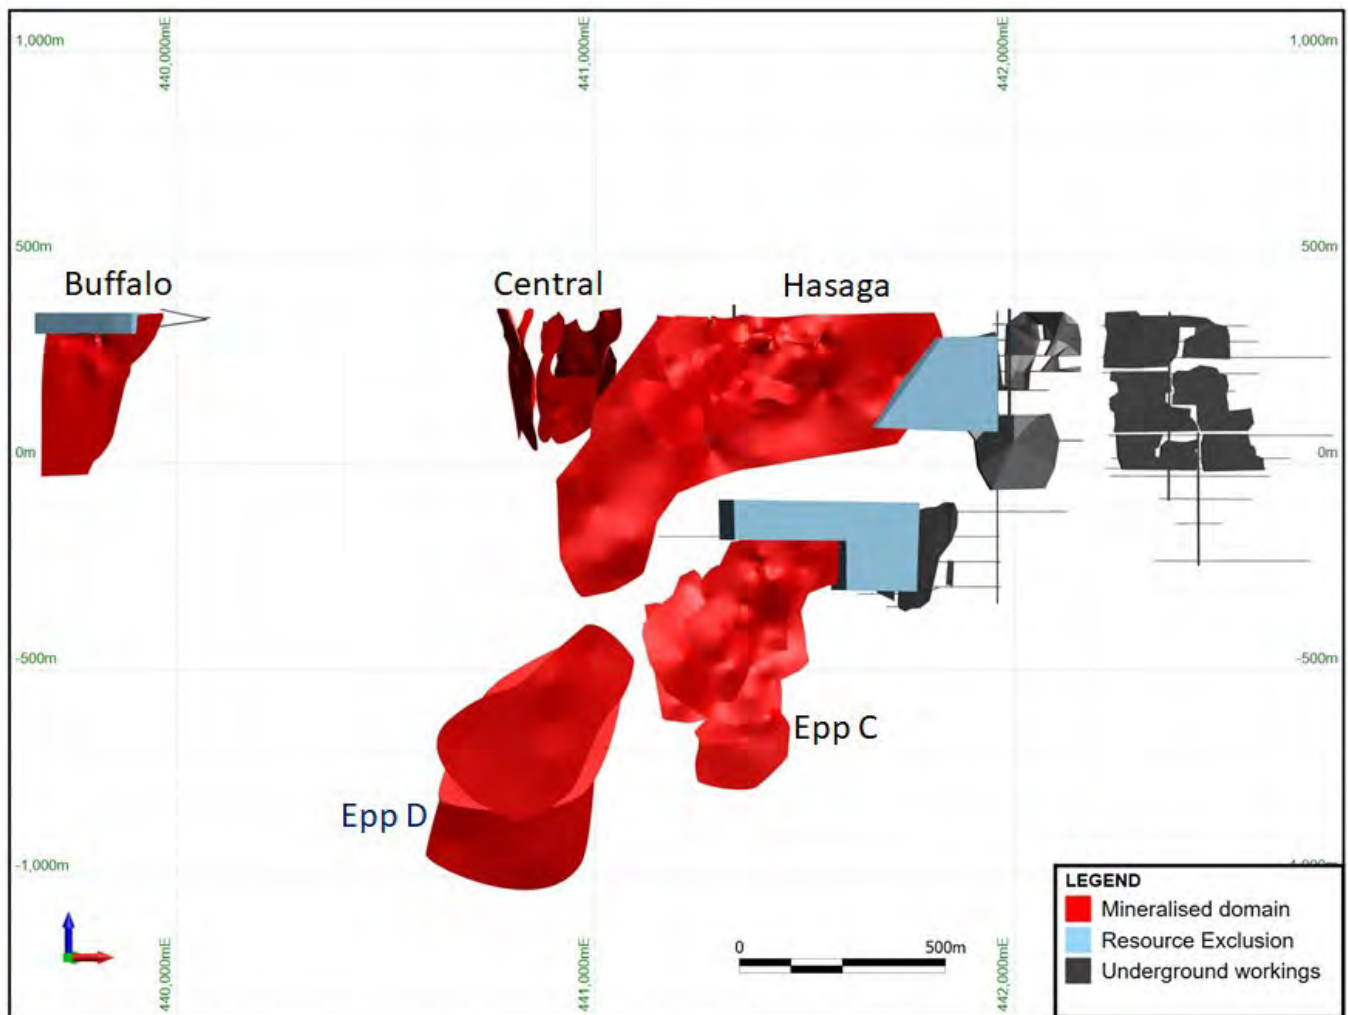 440,000mE
441,000mE
442,000mE
1,000m
1,000m
500m
500m
Buffalo
Central
Hasaga
0m
0m
-500m
-500m
Epp C
Epp D
-1,000m
440,000mE
441,000mE
442,000mE
0
500m
LEGEND
Mineralised domain
Resource Exclusion
Underground workings